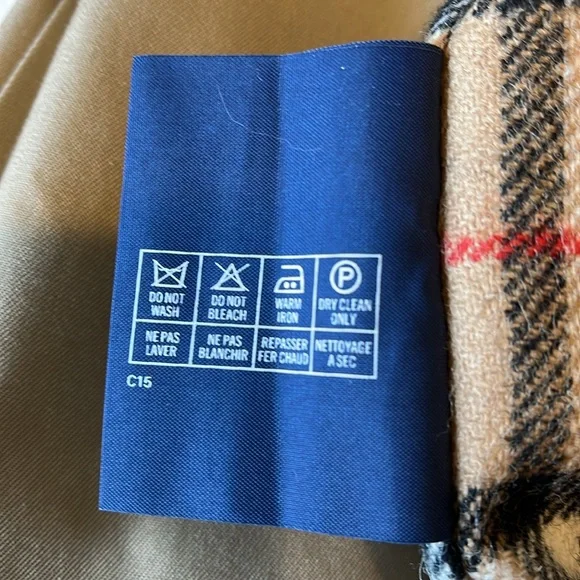 P
DO NOT
WASH
DO NOT
BLEACH
WARM
IRON
DRY CLEAN
ONLY
NE PAS
LAVER
NE PAS
BLANCHIR
REPASSER
FER CHAUD
NETTOYAGE
A SEC
C15